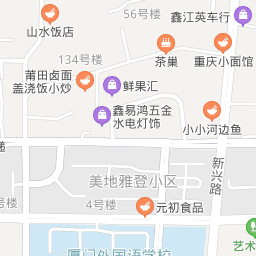 56号楼
鑫江英车行
山水饭店
134号楼
茶巢
重庆小面馆
莆田卤面
盖浇饭小炒
鲜果汇
鑫易鸿五金
水电灯饰
小小河边鱼
递
新兴路
美地雅登小区
4号楼
元初食品
艺术
厦门外国语学校